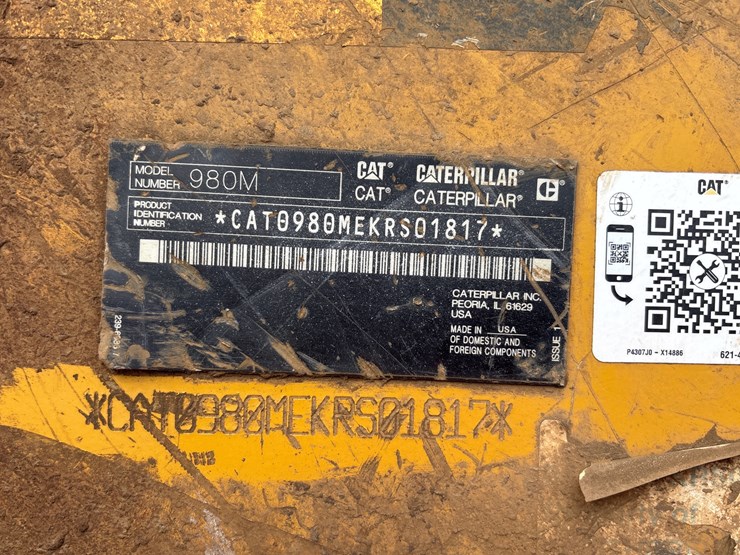 MODEL NUMBER 980M
CAT® CATERPILLAR®
CAT® CATERPILLAR®
PRODUCT IDENTIFICATION NUMBER *CAT0980MEKRS01817*
CATERPILLAR INC.
PEORIA, IL 61629
USA
MADE IN USA
OF DOMESTIC AND
FOREIGN COMPONENTS
ISSUE 1
*CAT0980MEKRS01817*
CAT®
P4307J0 - X14886